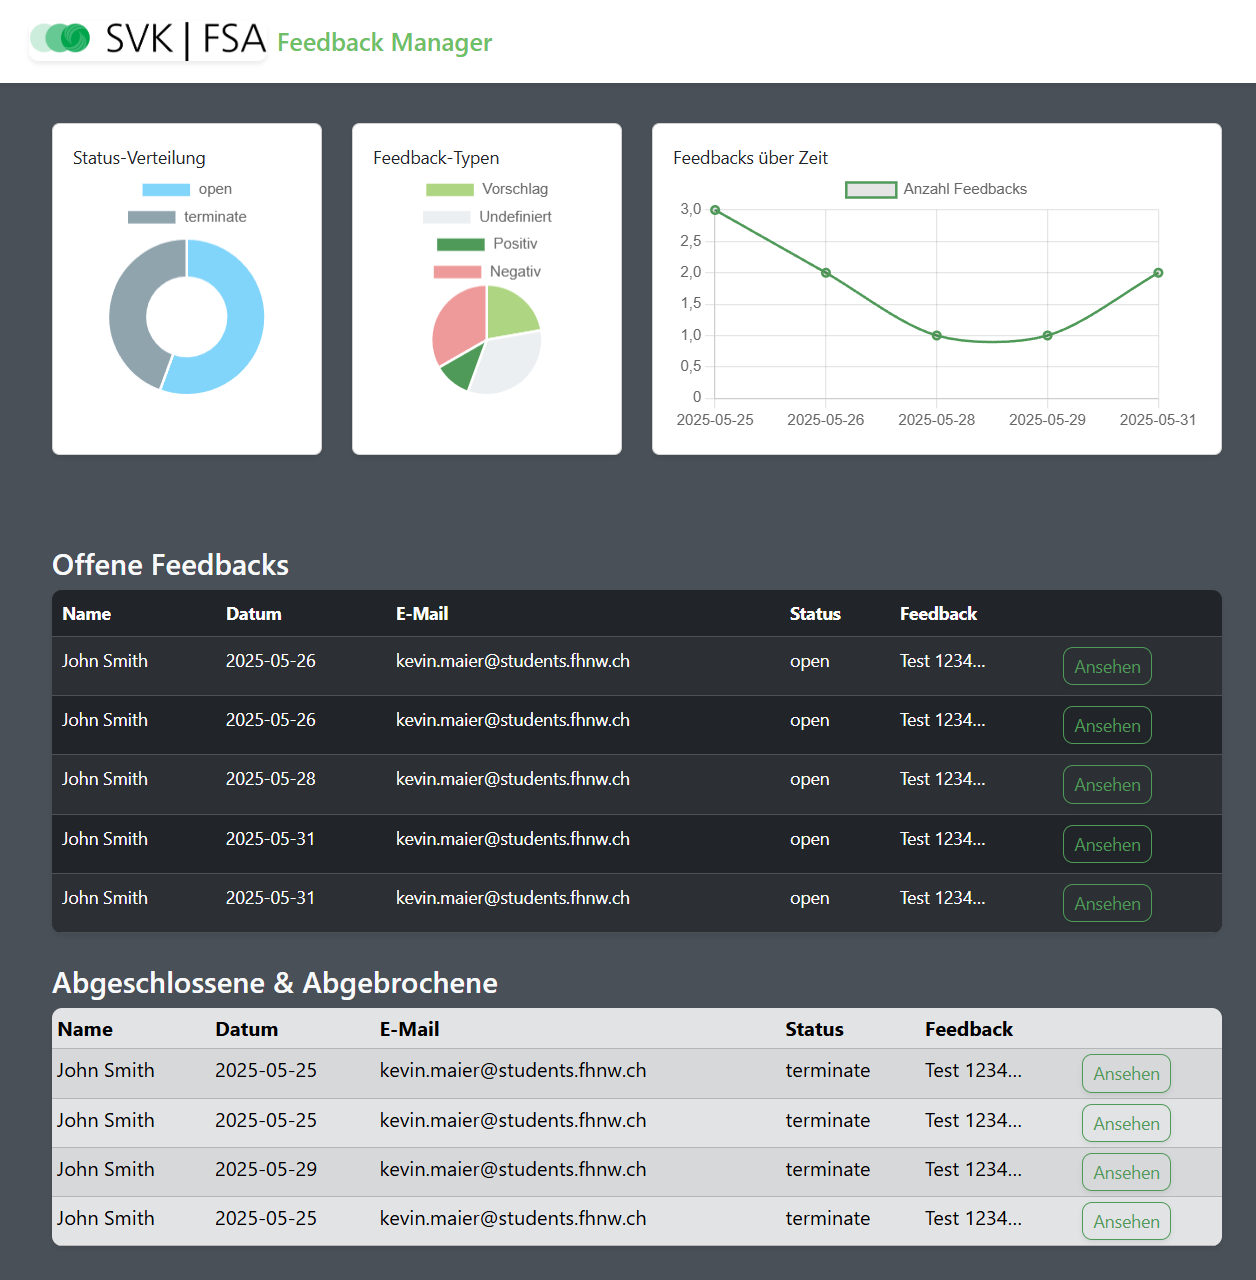 SVK | FSA Feedback Manager
Status-Verteilung
open
terminate
Feedback-Typen
Vorschlag
Undefiniert
Positiv
Negativ
Feedbacks über Zeit
Anzahl Feedbacks
3,0
2,5
2,0
1,5
1,0
0,5
0
2025-05-25 2025-05-26 2025-05-28 2025-05-29 2025-05-31
Offene Feedbacks
Name Datum E-Mail Status Feedback
John Smith 2025-05-26 kevin.maier@students.fhnw.ch open Test 1234... Ansehen
John Smith 2025-05-26 kevin.maier@students.fhnw.ch open Test 1234... Ansehen
John Smith 2025-05-28 kevin.maier@students.fhnw.ch open Test 1234... Ansehen
John Smith 2025-05-31 kevin.maier@students.fhnw.ch open Test 1234... Ansehen
John Smith 2025-05-31 kevin.maier@students.fhnw.ch open Test 1234... Ansehen
Abgeschlossene & Abgebrochene
Name Datum E-Mail Status Feedback
John Smith 2025-05-25 kevin.maier@students.fhnw.ch terminate Test 1234... Ansehen
John Smith 2025-05-25 kevin.maier@students.fhnw.ch terminate Test 1234... Ansehen
John Smith 2025-05-29 kevin.maier@students.fhnw.ch terminate Test 1234... Ansehen
John Smith 2025-05-25 kevin.maier@students.fhnw.ch terminate Test 1234... Ansehen